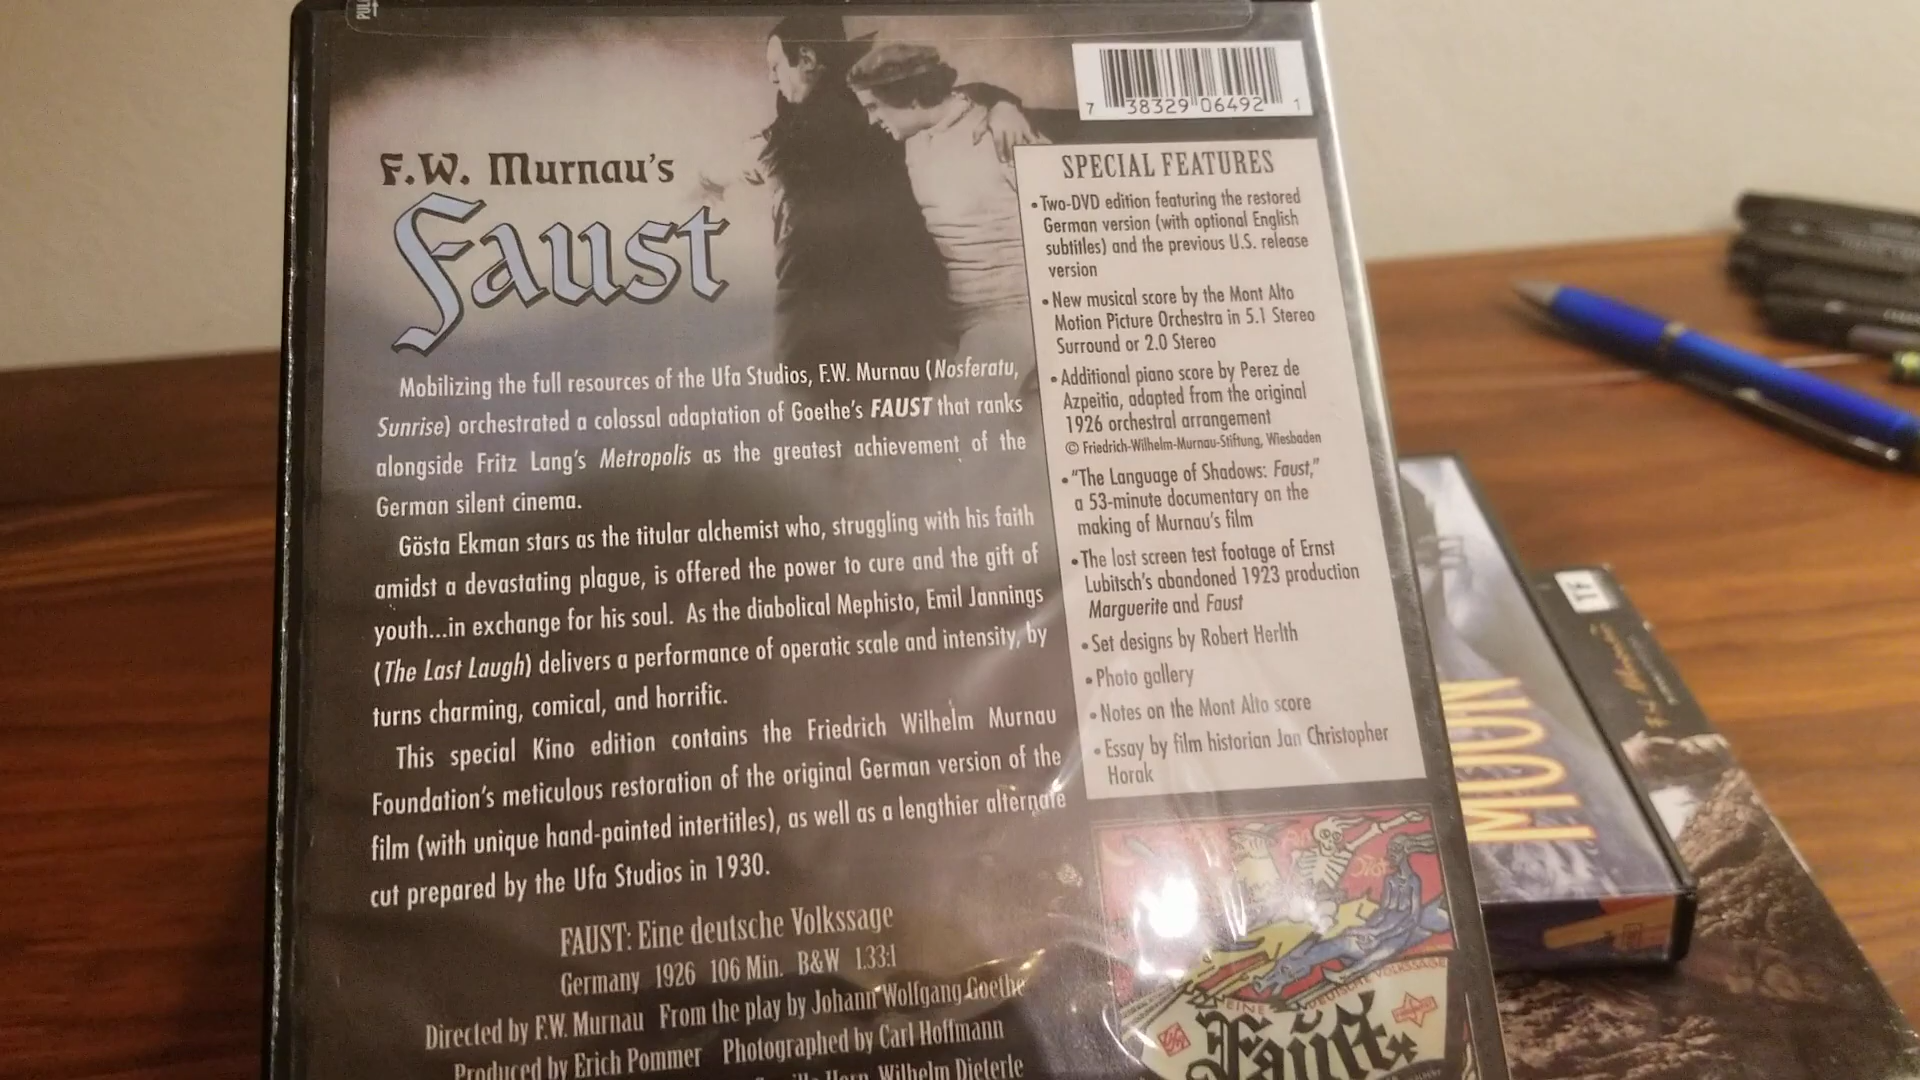 7 38329 06492 1
F.W. Murnau's
Faust
Mobilizing the full resources of the Ufa Studios, F.W. Murnau (Nosferatu,
Sunrise) orchestrated a colossal adaptation of Goethe's FAUST that ranks
alongside Fritz Lang's Metropolis as the greatest achievement of the
German silent cinema.
Gösta Ekman stars as the titular alchemist who, struggling with his faith
amidst a devastating plague, is offered the power to cure and the gift of
youth...in exchange for his soul. As the diabolical Mephisto, Emil Jannings
(The Last Laugh) delivers a performance of operatic scale and intensity, by
turns charming, comical, and horrific.
This special Kino edition contains the Friedrich Wilhelm Murnau
Foundation's meticulous restoration of the original German version of the
film (with unique hand-painted intertitles), as well as a lengthier alternate
cut prepared by the Ufa Studios in 1930.
FAUST: Eine deutsche Volkssage
Germany 1926 106 Min. B&W 1.33:1
Directed by F.W. Murnau From the play by Johann Wolfgang Goethe
Produced by Erich Pommer Photographed by Carl Hoffmann
Horn, Wilhelm Dieterle
SPECIAL FEATURES
• Two-DVD edition featuring the restored
German version (with optional English
subtitles) and the previous U.S. release
version
• New musical score by the Mont Alto
Motion Picture Orchestra in 5.1 Stereo
Surround or 2.0 Stereo
• Additional piano score by Perez de
Azpeitia, adapted from the original
1926 orchestral arrangement
© Friedrich-Wilhelm-Murnau-Stiftung, Wiesbaden
• "The Language of Shadows: Faust,"
a 53-minute documentary on the
making of Murnau's film
• The lost screen test footage of Ernst
Lubitsch's abandoned 1923 production
Marguerite and Faust
• Set designs by Robert Herlth
• Photo gallery
• Notes on the Mont Alto score
• Essay by film historian Jan Christopher
Horak
EINE DEUTSCHE VOLKSSAGE
Faust
MOON